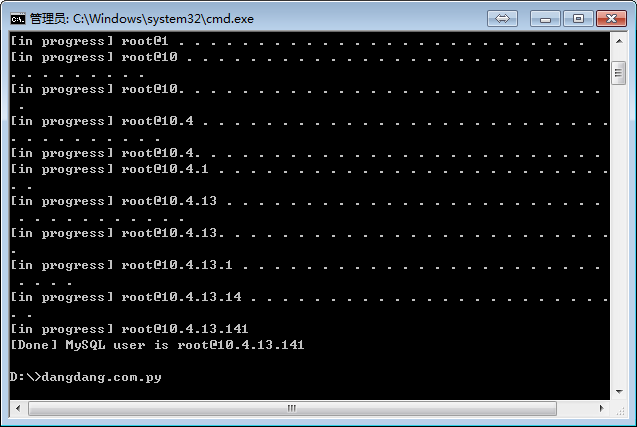 管理员: C:\Windows\system32\cmd.exe
[in progress] root@1 . . . . . . . . . . . . . . . . . . . . . . . . .
[in progress] root@10 . . . . . . . . . . . . . . . . . . . . . . . . . .
. . . . . . . . .
[in progress] root@10. . . . . . . . . . . . . . . . . . . . . . . . . . .
 .
[in progress] root@10.4 . . . . . . . . . . . . . . . . . . . . . . . . .
. . . . . . . . . .
[in progress] root@10.4. . . . . . . . . . . . . . . . . . . . . . . . . .
[in progress] root@10.4.1 . . . . . . . . . . . . . . . . . . . . . . . .
. .
[in progress] root@10.4.13 . . . . . . . . . . . . . . . . . . . . . . . .
 . . . . . . . . . . .
[in progress] root@10.4.13. . . . . . . . . . . . . . . . . . . . . . . .
.
[in progress] root@10.4.13.1 . . . . . . . . . . . . . . . . . . . . . . .
 . . . .
[in progress] root@10.4.13.14 . . . . . . . . . . . . . . . . . . . . . .
. .
[in progress] root@10.4.13.141
[Done] MySQL user is root@10.4.13.141
D:\>dangdang.com.py